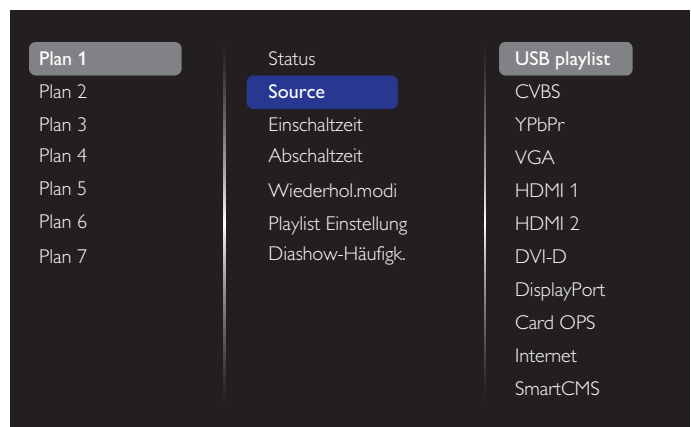 Plan 1
Plan 2
Plan 3
Plan 4
Plan 5
Plan 6
Plan 7
Status
Source
Einschaltzeit
Abschaltzeit
Wiederhol.modi
Playlist Einstellung
Diashow-Häufigk.
USB playlist
CVBS
YPbPr
VGA
HDMI 1
HDMI 2
DVI-D
DisplayPort
Card OPS
Internet
SmartCMS